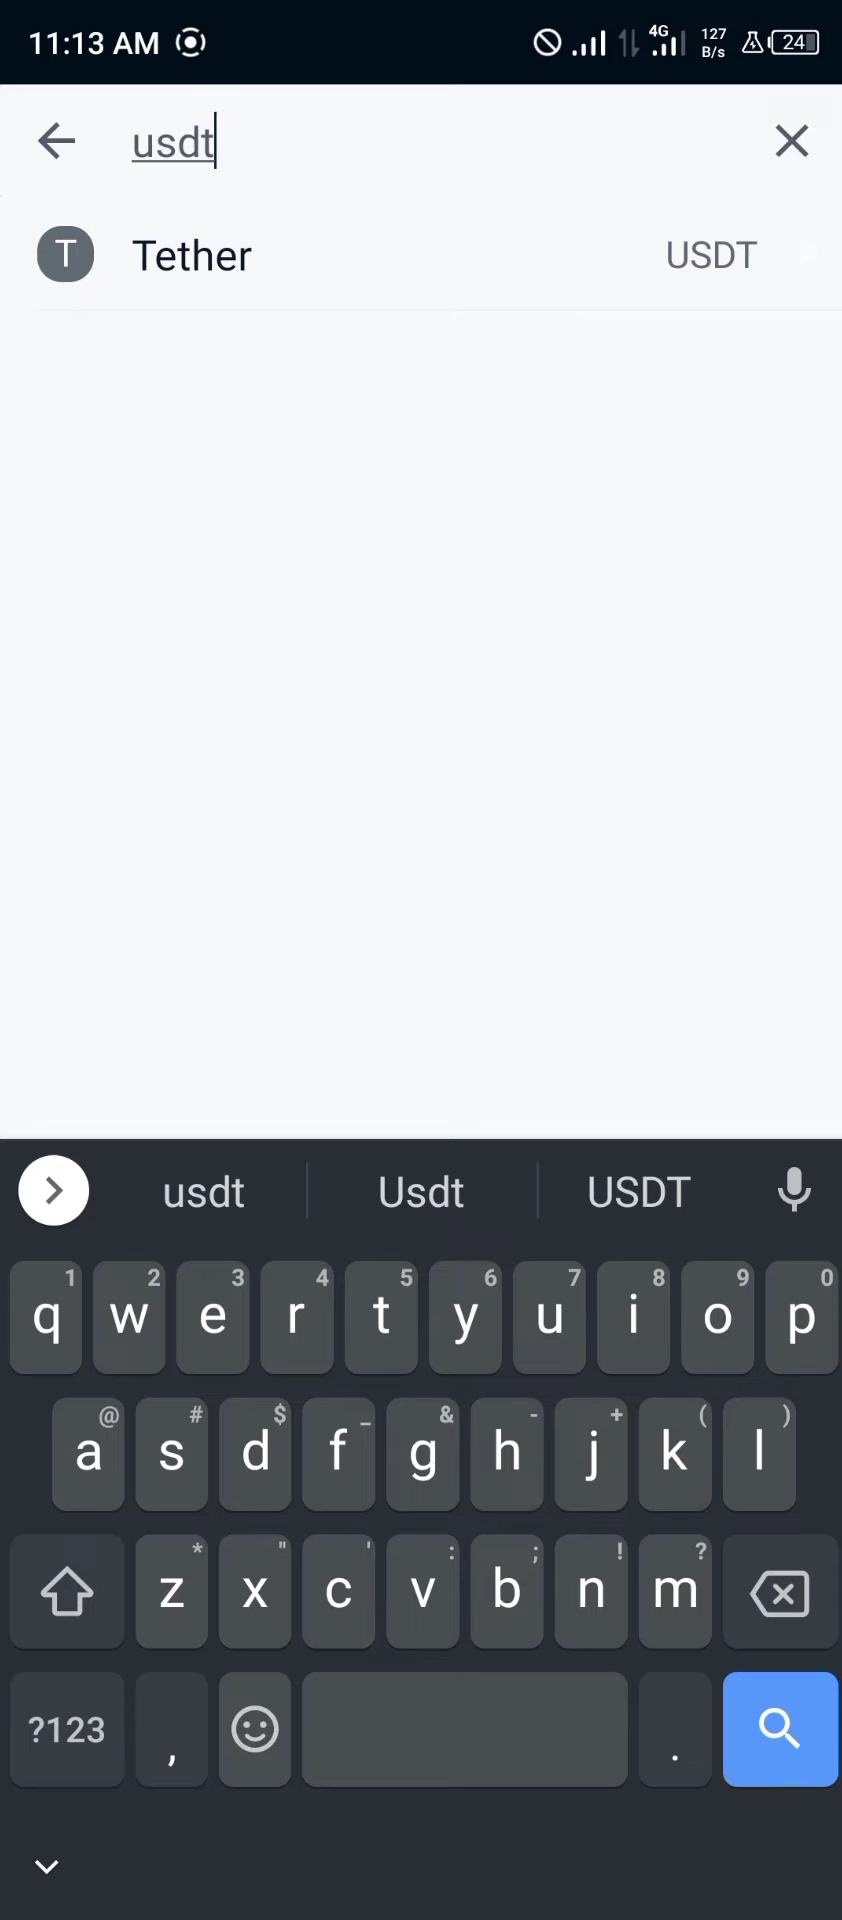 11:13 AM 4G 127 B/s 24
usdt
T Tether USDT
usdt Usdt USDT
1 2 3 4 5 6 7 8 9 0
q w e r t y u i o p
@ # $ _ & - + ( )
a s d f g h j k l
* " ' : ; ! ?
z x c v b n m
?123 , .